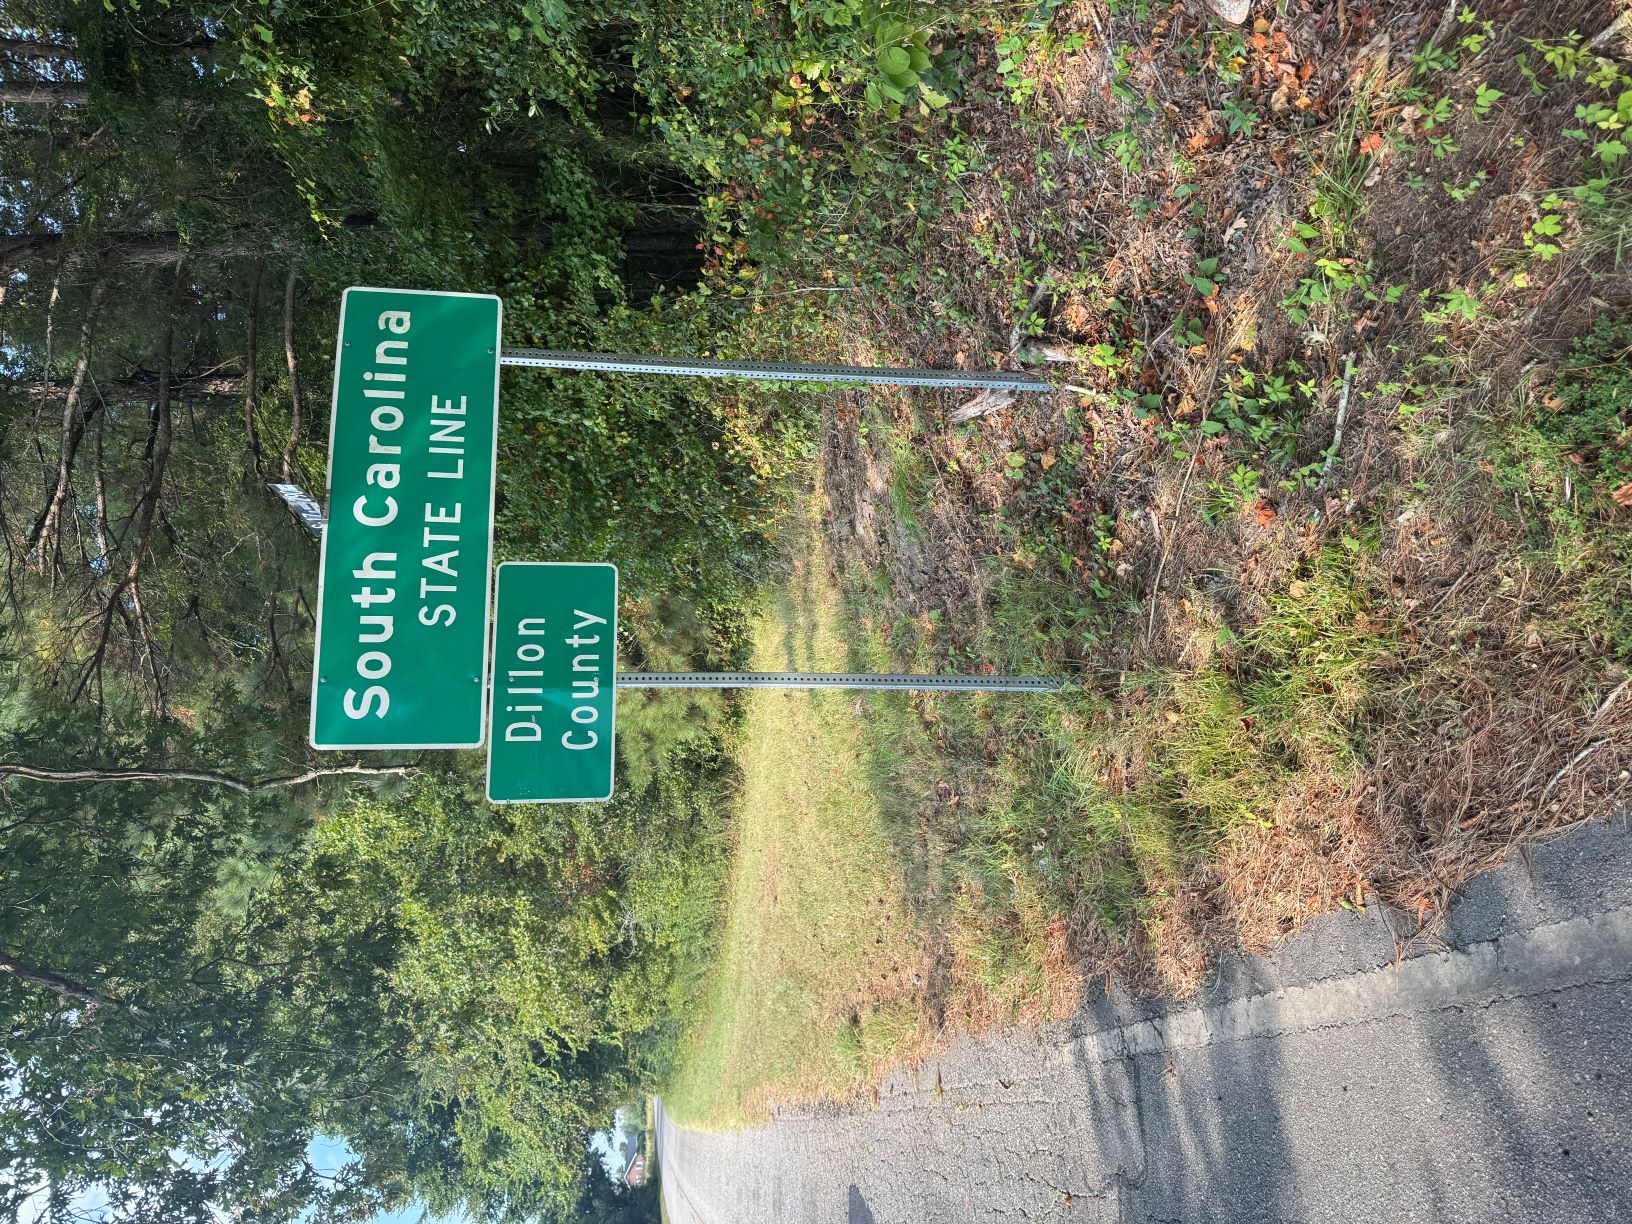 South Carolina
STATE LINE
Dillon
County